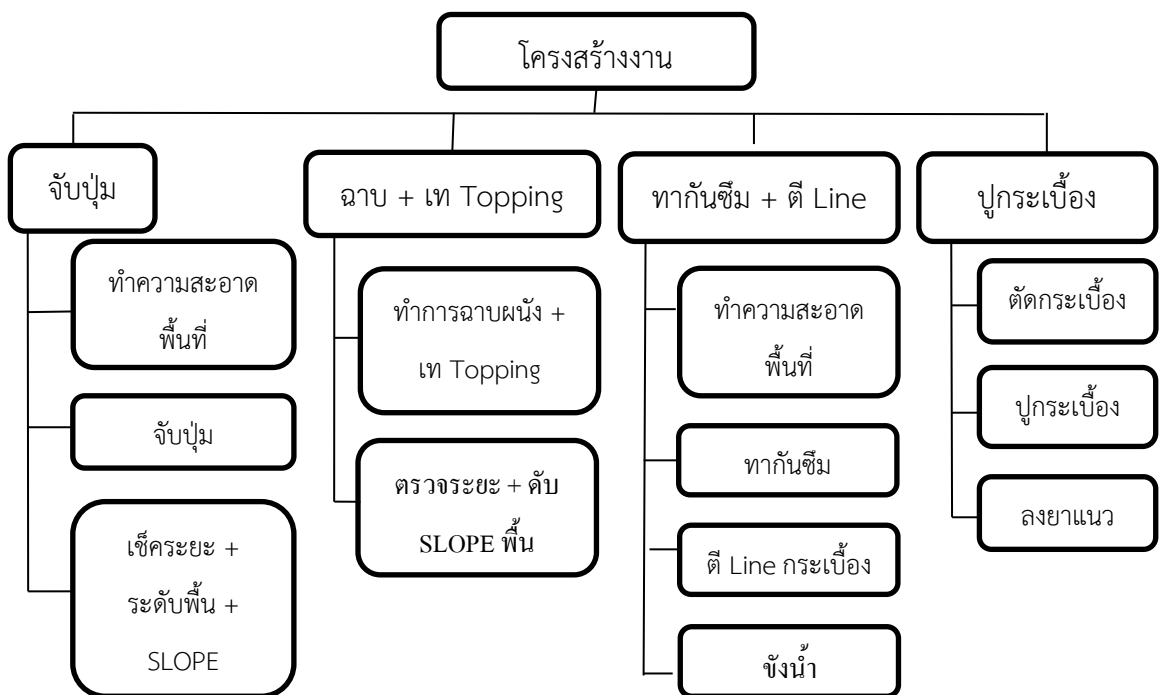 โครงสร้างงาน
จับปุ่ม
ทำความสะอาด
พื้นที่
จับปุ่ม
เช็คระยะ +
ระดับพื้น +
SLOPE
ฉาบ + เท Topping
ทำการฉาบผนัง +
เท Topping
ตรวจระยะ + ดับ
SLOPE พื้น
ทากันซึม + ตี Line
ทำความสะอาด
พื้นที่
ทากันซึม
ตี Line กระเบื้อง
ขังน้ำ
ปูกระเบื้อง
ตัดกระเบื้อง
ปูกระเบื้อง
ลงยาแนว